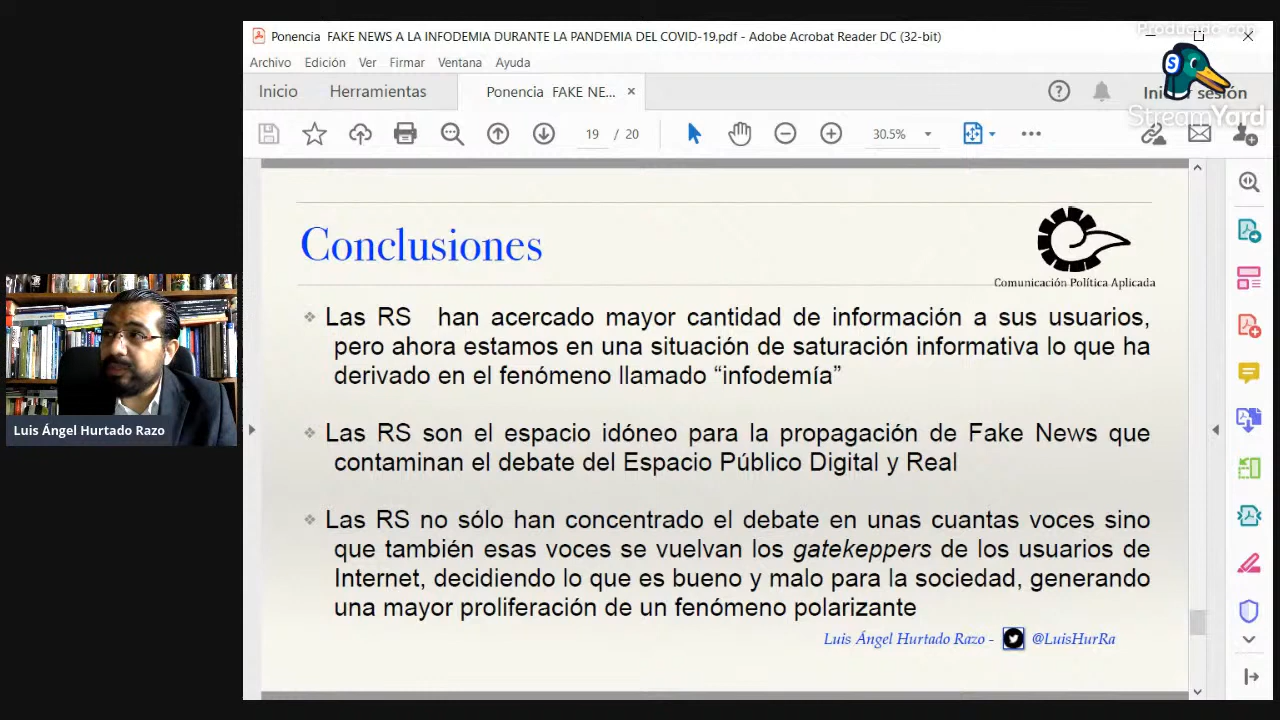 Producido con
StreamYard
Ponencia FAKE NEWS A LA INFODEMIA DURANTE LA PANDEMIA DEL COVID-19.pdf - Adobe Acrobat Reader DC (32-bit)
Archivo Edición Ver Firmar Ventana Ayuda
Inicio Herramientas Ponencia FAKE NE... × Iniciar sesión
19 / 20 30.5%
Conclusiones
Comunicación Política Aplicada
Las RS han acercado mayor cantidad de información a sus usuarios,
pero ahora estamos en una situación de saturación informativa lo que ha
derivado en el fenómeno llamado “infodemía”
Las RS son el espacio idóneo para la propagación de Fake News que
contaminan el debate del Espacio Público Digital y Real
Las RS no sólo han concentrado el debate en unas cuantas voces sino
que también esas voces se vuelvan los gatekeppers de los usuarios de
Internet, decidiendo lo que es bueno y malo para la sociedad, generando
una mayor proliferación de un fenómeno polarizante
Luis Ángel Hurtado Razo - @LuisHurRa
Luis Ángel Hurtado Razo